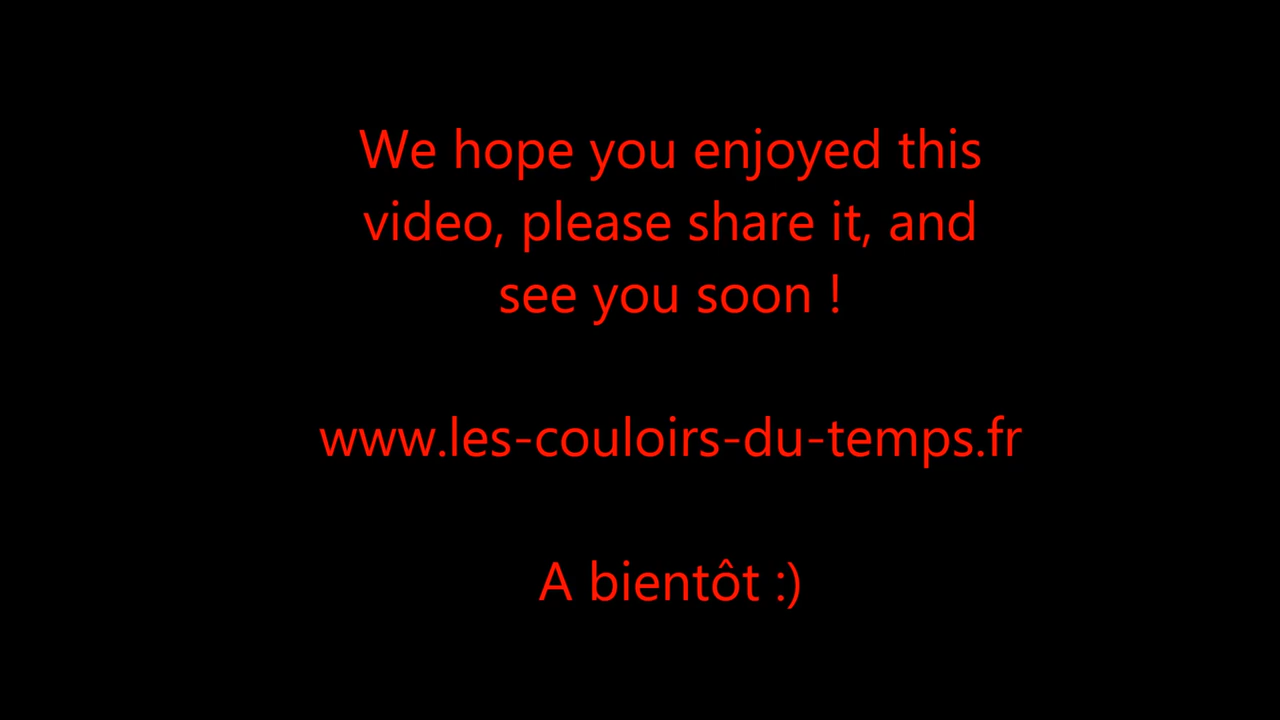 We hope you enjoyed this
video, please share it, and
see you soon !
www.les-couloirs-du-temps.fr
A bientôt :)